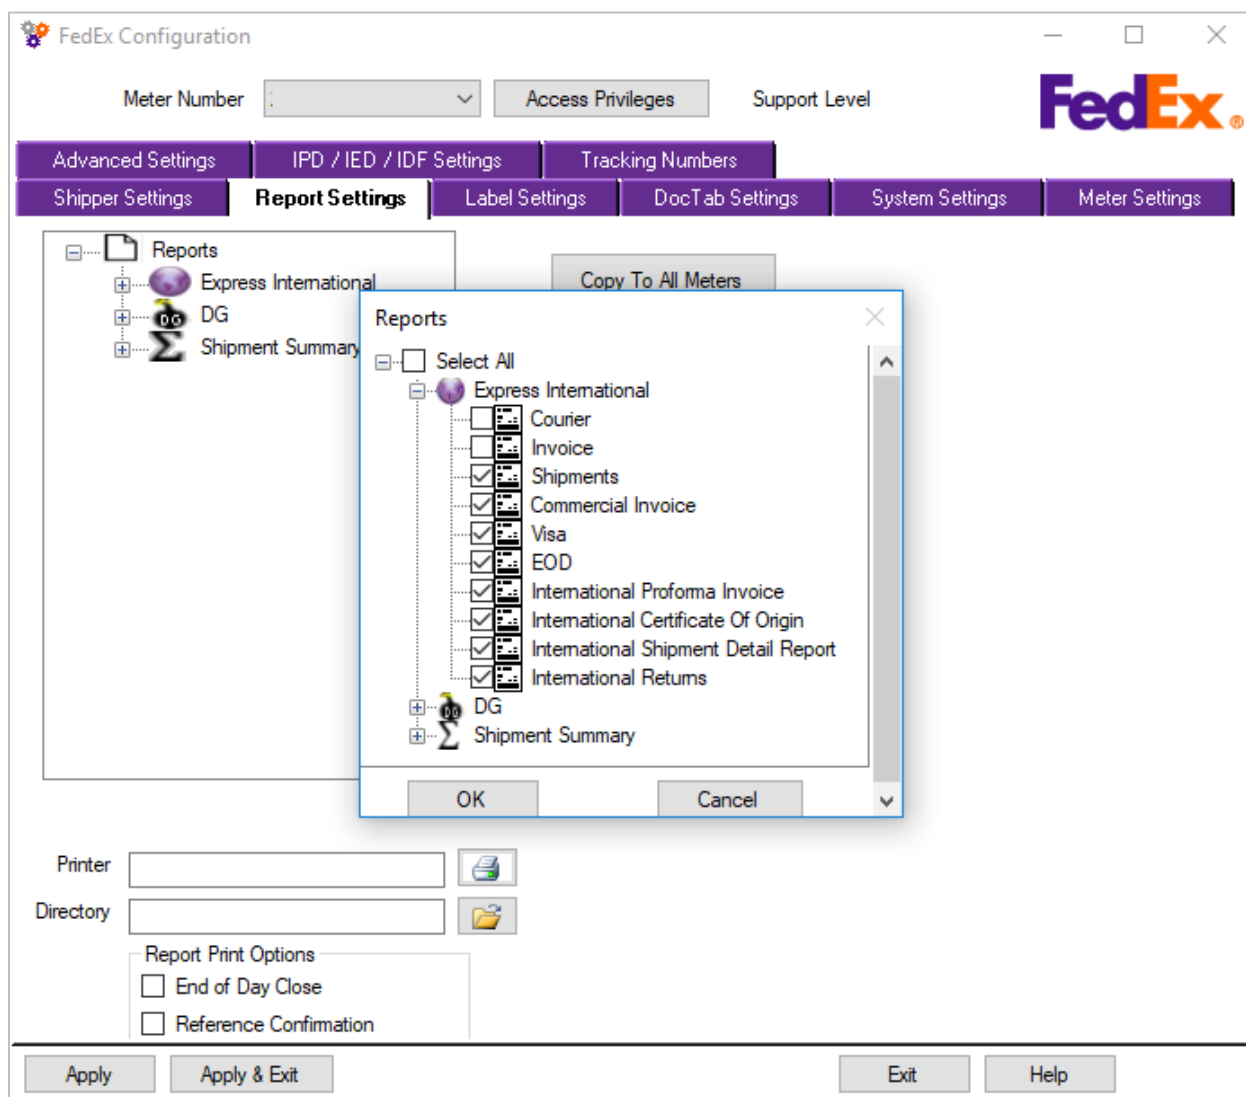 FedEx Configuration
Meter Number
Access Privileges
Support Level
FedEx ®
Advanced Settings IPD / IED / IDF Settings Tracking Numbers
Shipper Settings Report Settings Label Settings DocTab Settings System Settings Meter Settings
Reports
Express International
DG DG
Shipment Summary
Copy To All Meters
Reports
Select All
Express International
Courier
Invoice
Shipments
Commercial Invoice
Visa
EOD
International Proforma Invoice
International Certificate Of Origin
International Shipment Detail Report
International Returns
DG DG
Shipment Summary
OK Cancel
Printer
Directory
Report Print Options
End of Day Close
Reference Confirmation
Apply Apply & Exit Exit Help